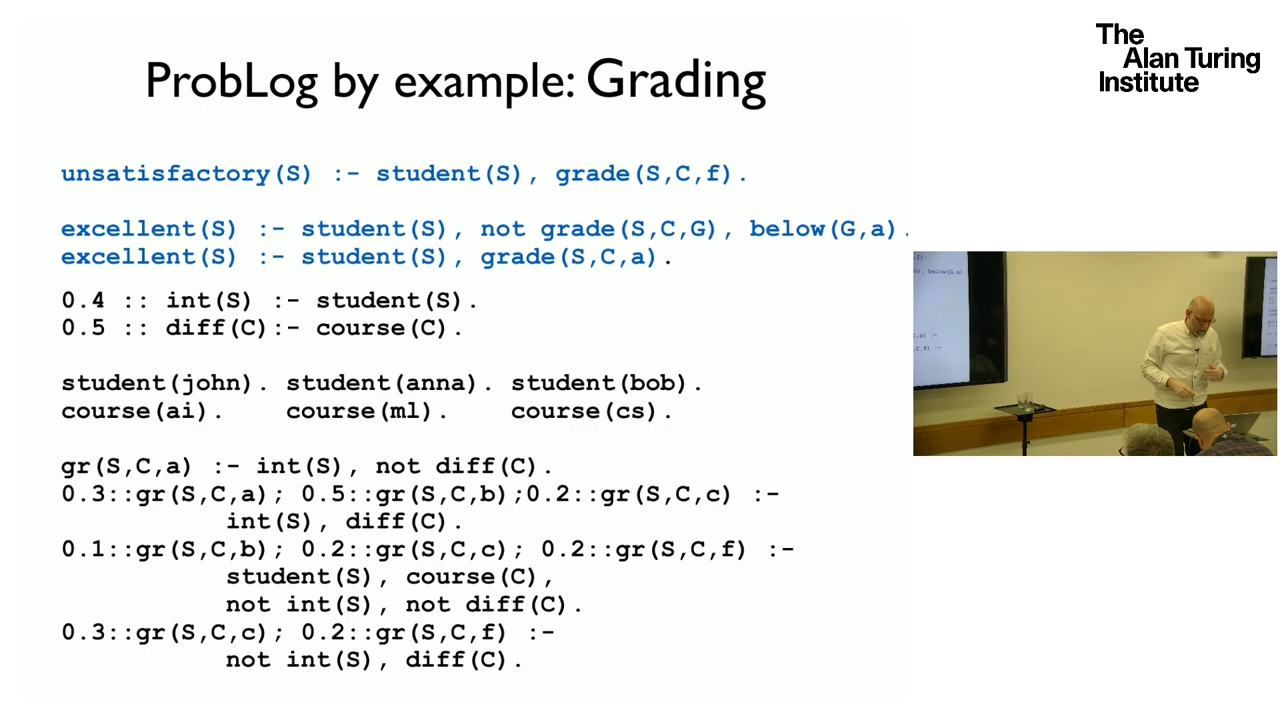 ProbLog by example: Grading
unsatisfactory(S) :- student(S), grade(S,C,f).
excellent(S) :- student(S), not grade(S,C,G), below(G,a).
excellent(S) :- student(S), grade(S,C,a).
0.4 :: int(S) :- student(S).
0.5 :: diff(C):- course(C).
student(john). student(anna). student(bob).
course(ai). course(ml). course(cs).
gr(S,C,a) :- int(S), not diff(C).
0.3::gr(S,C,a); 0.5::gr(S,C,b);0.2::gr(S,C,c) :-
int(S), diff(C).
0.1::gr(S,C,b); 0.2::gr(S,C,c); 0.2::gr(S,C,f) :-
student(S), course(C),
not int(S), not diff(C).
0.3::gr(S,C,c); 0.2::gr(S,C,f) :-
not int(S), diff(C).
The
Alan Turing
Institute